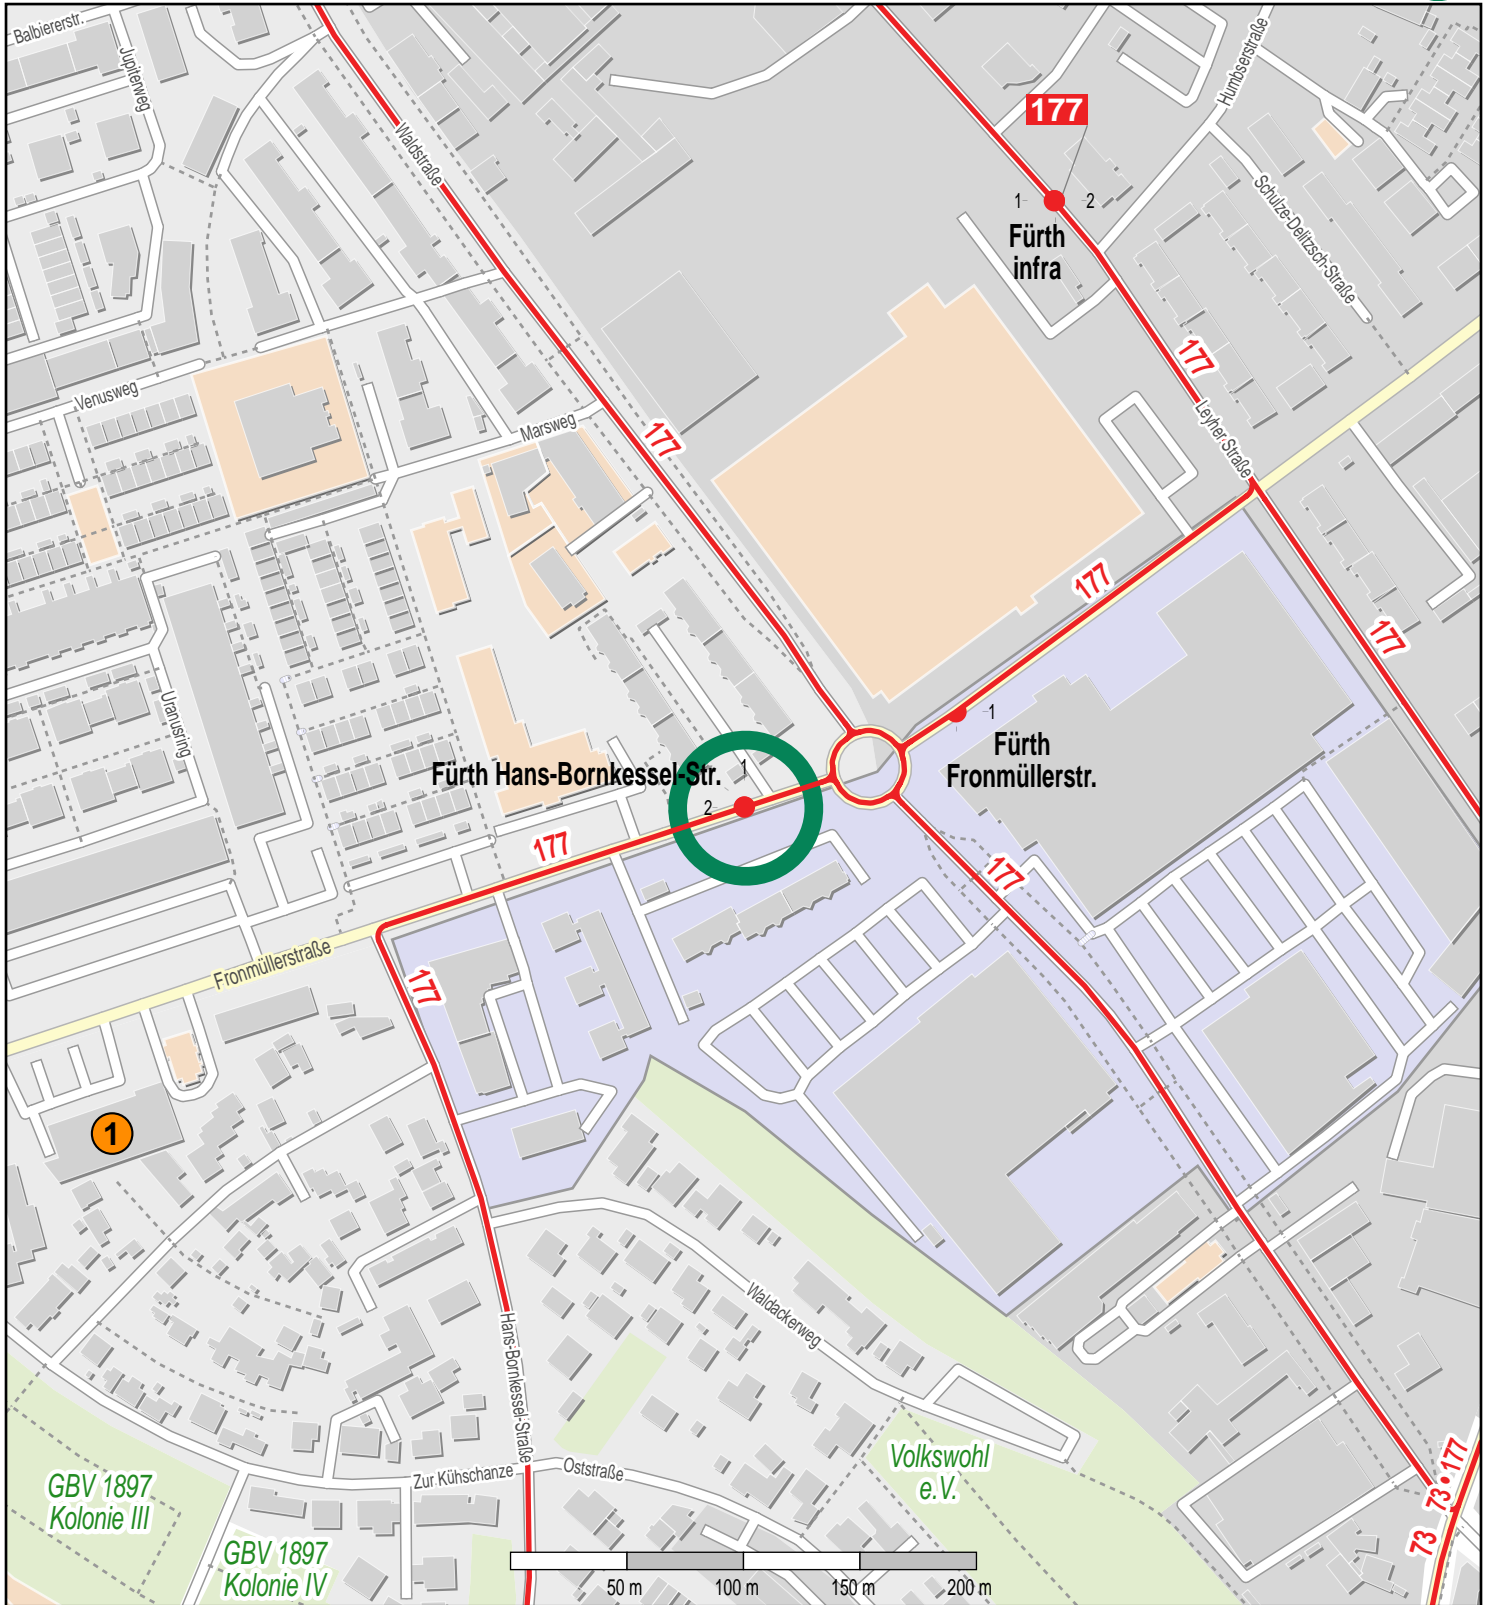 Balbiererstr.
Jupiterweg
Waldstraße
Humbserstraße
177
1
2
Fürth
infra
Schulze-Delitzsch-Straße
177
Venusweg
Marsweg
177
Leyher Straße
177
177
Uranusring
1
Fürth
Fronmüllerstr.
Fürth Hans-Bornkessel-Str.
1
2
177
177
Fronmüllerstraße
177
1
Hans-Bornkessel-Straße
Waldackerweg
Volkswohl
e.V.
Zur Kühschanze
Oststraße
GBV 1897
Kolonie III
GBV 1897
Kolonie IV
73 • 177
73
50 m
100 m
150 m
200 m